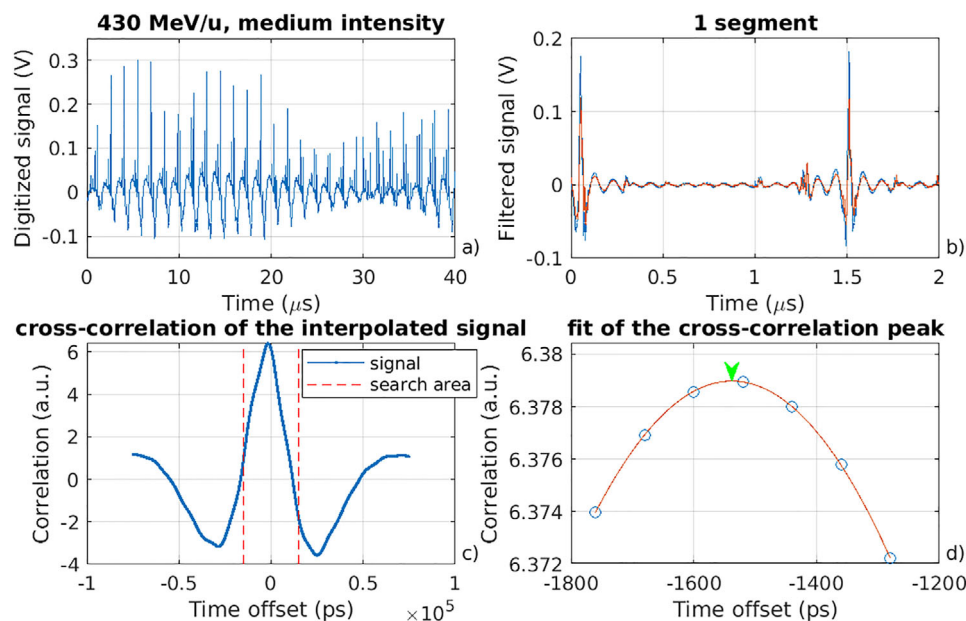 430 MeV/u, medium intensity
Digitized signal (V)
0.3
0.2
0.1
0
-0.1
0
10
20
30
40
a)
Time (μs)
1 segment
Filtered signal (V)
0.2
0.1
0
-0.1
0
0.5
1
1.5
2
b)
Time (μs)
cross-correlation of the interpolated signal
Correlation (a.u.)
6
4
2
0
-2
-4
-1
-0.5
0
0.5
1
signal
search area
c)
Time offset (ps)
×10^5
fit of the cross-correlation peak
Correlation (a.u.)
6.38
6.378
6.376
6.374
6.372
-1800
-1600
-1400
-1200
d)
Time offset (ps)